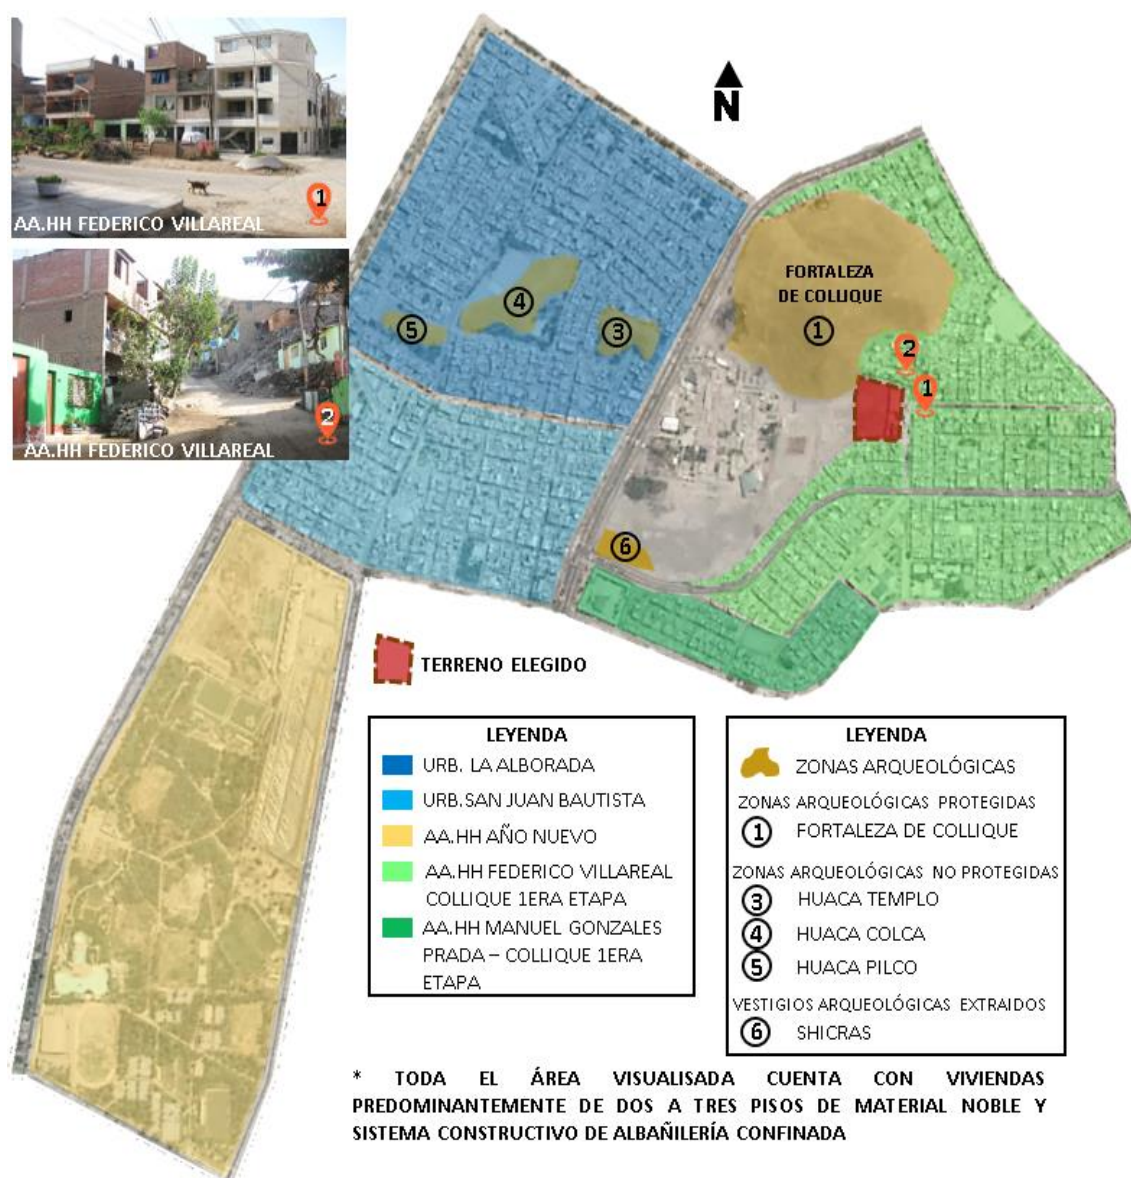 1
AA.HH FEDERICO VILLAREAL
2
AA.HH FEDERICO VILLAREAL
N
FORTALEZA
DE COLLIQUE
1
4
5
3
2
1
6
TERRENO ELEGIDO
LEYENDA
URB. LA ALBORADA
URB.SAN JUAN BAUTISTA
AA.HH AÑO NUEVO
AA.HH FEDERICO VILLAREAL
COLLIQUE 1ERA ETAPA
AA.HH MANUEL GONZALES
PRADA – COLLIQUE 1ERA
ETAPA
LEYENDA
ZONAS ARQUEOLÓGICAS
ZONAS ARQUEOLÓGICAS PROTEGIDAS
1 FORTALEZA DE COLLIQUE
ZONAS ARQUEOLÓGICAS NO PROTEGIDAS
3 HUACA TEMPLO
4 HUACA COLCA
5 HUACA PILCO
VESTIGIOS ARQUEOLÓGICAS EXTRAIDOS
6 SHICRAS
* TODA EL ÁREA VISUALISADA CUENTA CON VIVIENDAS
PREDOMINANTEMENTE DE DOS A TRES PISOS DE MATERIAL NOBLE Y
SISTEMA CONSTRUCTIVO DE ALBAÑILERÍA CONFINADA